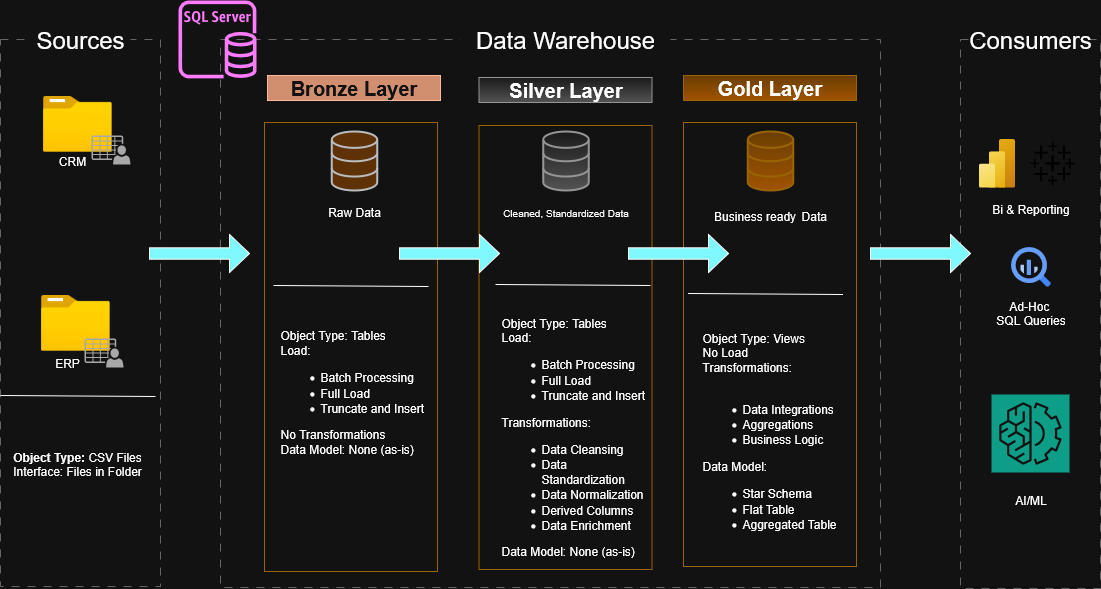 SQL Server
Sources
Data Warehouse
Consumers
CRM
ERP
Object Type: CSV Files
Interface: Files in Folder
Bronze Layer
Raw Data
Object Type: Tables
Load:
• Batch Processing
• Full Load
• Truncate and Insert
No Transformations
Data Model: None (as-is)
Silver Layer
Cleaned, Standardized Data
Object Type: Tables
Load:
• Batch Processing
• Full Load
• Truncate and Insert
Transformations:
• Data Cleansing
• Data
Standardization
• Data Normalization
• Derived Columns
• Data Enrichment
Data Model: None (as-is)
Gold Layer
Business ready Data
Object Type: Views
No Load
Transformations:
• Data Integrations
• Aggregations
• Business Logic
Data Model:
• Star Schema
• Flat Table
• Aggregated Table
Bi & Reporting
Ad-Hoc
SQL Queries
AI/ML